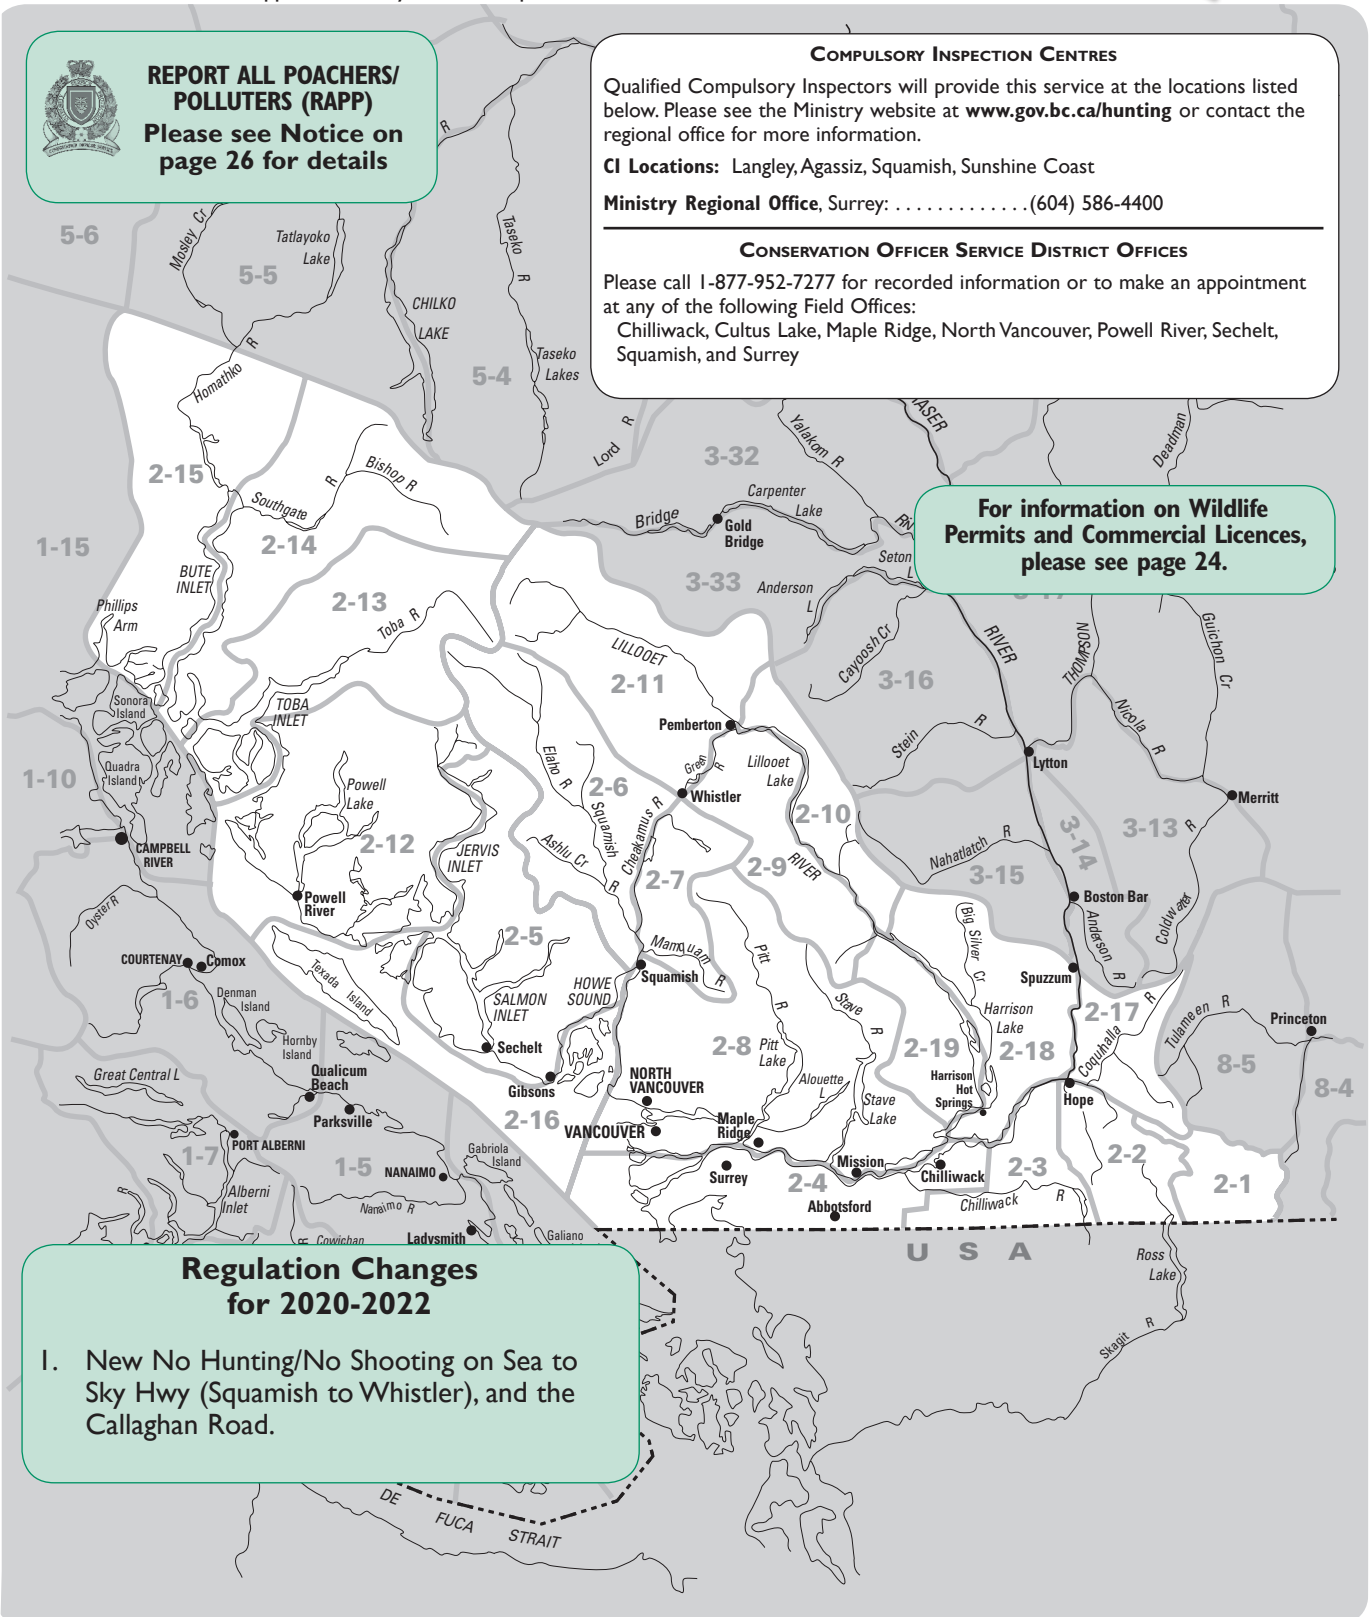 REPORT ALL POACHERS/
POLLUTERS (RAPP)
Please see Notice on
page 26 for details
COMPULSORY INSPECTION CENTRES
Qualified Compulsory Inspectors will provide this service at the locations listed
below. Please see the Ministry website at www.gov.bc.ca/hunting or contact the
regional office for more information.
CI Locations: Langley, Agassiz, Squamish, Sunshine Coast
Ministry Regional Office, Surrey: . . . . . . . . . . . . . (604) 586-4400
CONSERVATION OFFICER SERVICE DISTRICT OFFICES
Please call 1-877-952-7277 for recorded information or to make an appointment
at any of the following Field Offices:
Chilliwack, Cultus Lake, Maple Ridge, North Vancouver, Powell River, Sechelt,
Squamish, and Surrey
For information on Wildlife
Permits and Commercial Licences,
please see page 24.
5-6
Mosley Cr
Tatlayoko
Lake
5-5
R
Taseko
R
CHILKO
LAKE
5-4
Taseko
Lakes
R
Homathko
Lord R
3-32
Yalakom R
Deadman
2-15
Bishop R
R
Southgate
2-14
1-15
BUTE
INLET
Bridge
Carpenter
Lake
Gold
Bridge
Seton
L
3-33
Anderson
L
Phillips
Arm
2-13
Toba R
LILLOOET
2-11
Cayoosh Cr
3-16
RIVER
THOMPSON
Guichon Cr
Nicola R
Sonora
Island
TOBA
INLET
Pemberton
Stein R
Lytton
1-10
Quadra
Island
Powell
Lake
Elaho R
2-6
Squamish
R
Green
R
Lillooet
Lake
Whistler
2-10
Merritt
CAMPBELL
RIVER
2-12
JERVIS
INLET
Ashlu Cr
Cheakamus R
2-7
2-9
RIVER
Nahatlatch R
3-15
3-14
3-13
R
Coldwater
Oyster R
Powell
River
Boston Bar
Anderson
R
Big
Silver
Cr
COURTENAY
Comox
Texada Island
2-5
Mamquam
R
Pitt
R
Squamish
Spuzzum
1-6
Denman
Island
SALMON
INLET
HOWE
SOUND
Stave
R
Harrison
Lake
2-17
Tulameen R
Princeton
Hornby
Island
Sechelt
2-8
Pitt
Lake
2-19
2-18
Coquihalla
R
8-5
8-4
Great Central L
Qualicum
Beach
Gibsons
NORTH
VANCOUVER
Alouette
L
Stave
Lake
Harrison
Hot
Springs
Hope
Parksville
2-16
VANCOUVER
Maple
Ridge
PORT ALBERNI
1-7
1-5
Gabriola
Island
NANAIMO
Surrey
2-4
Mission
Chilliwack
2-3
2-2
2-1
Alberni
Inlet
Nanaimo R
Abbotsford
Chilliwack R
R
Cowichan
Ladysmith
Galiano
U S A
Ross
Lake
Skagit R
Regulation Changes
for 2020-2022
1. New No Hunting/No Shooting on Sea to
Sky Hwy (Squamish to Whistler), and the
Callaghan Road.
DE
FUCA
STRAIT